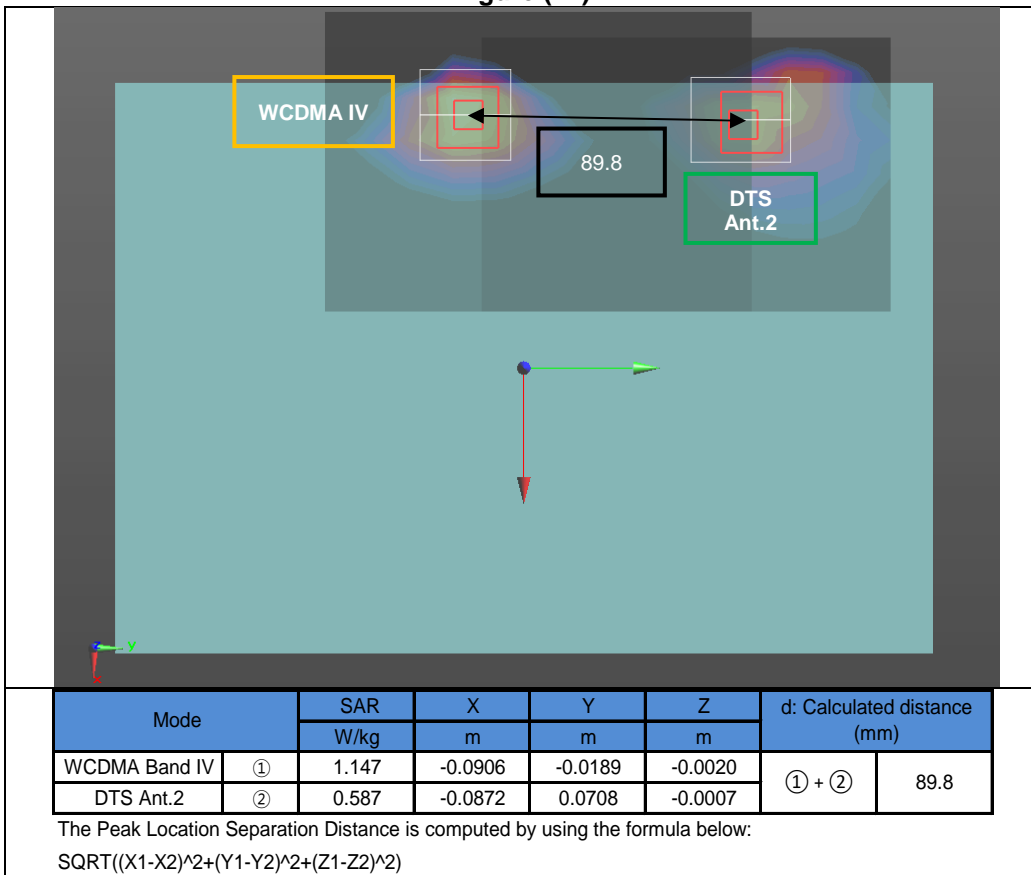 WCDMA IV
89.8
DTS
Ant.2
Y
X
Mode SAR X Y Z d: Calculated distance
W/kg m m m (mm)
WCDMA Band IV ① 1.147 -0.0906 -0.0189 -0.0020 ① + ② 89.8
DTS Ant.2 ② 0.587 -0.0872 0.0708 -0.0007
The Peak Location Separation Distance is computed by using the formula below:
SQRT((X1-X2)^2+(Y1-Y2)^2+(Z1-Z2)^2)